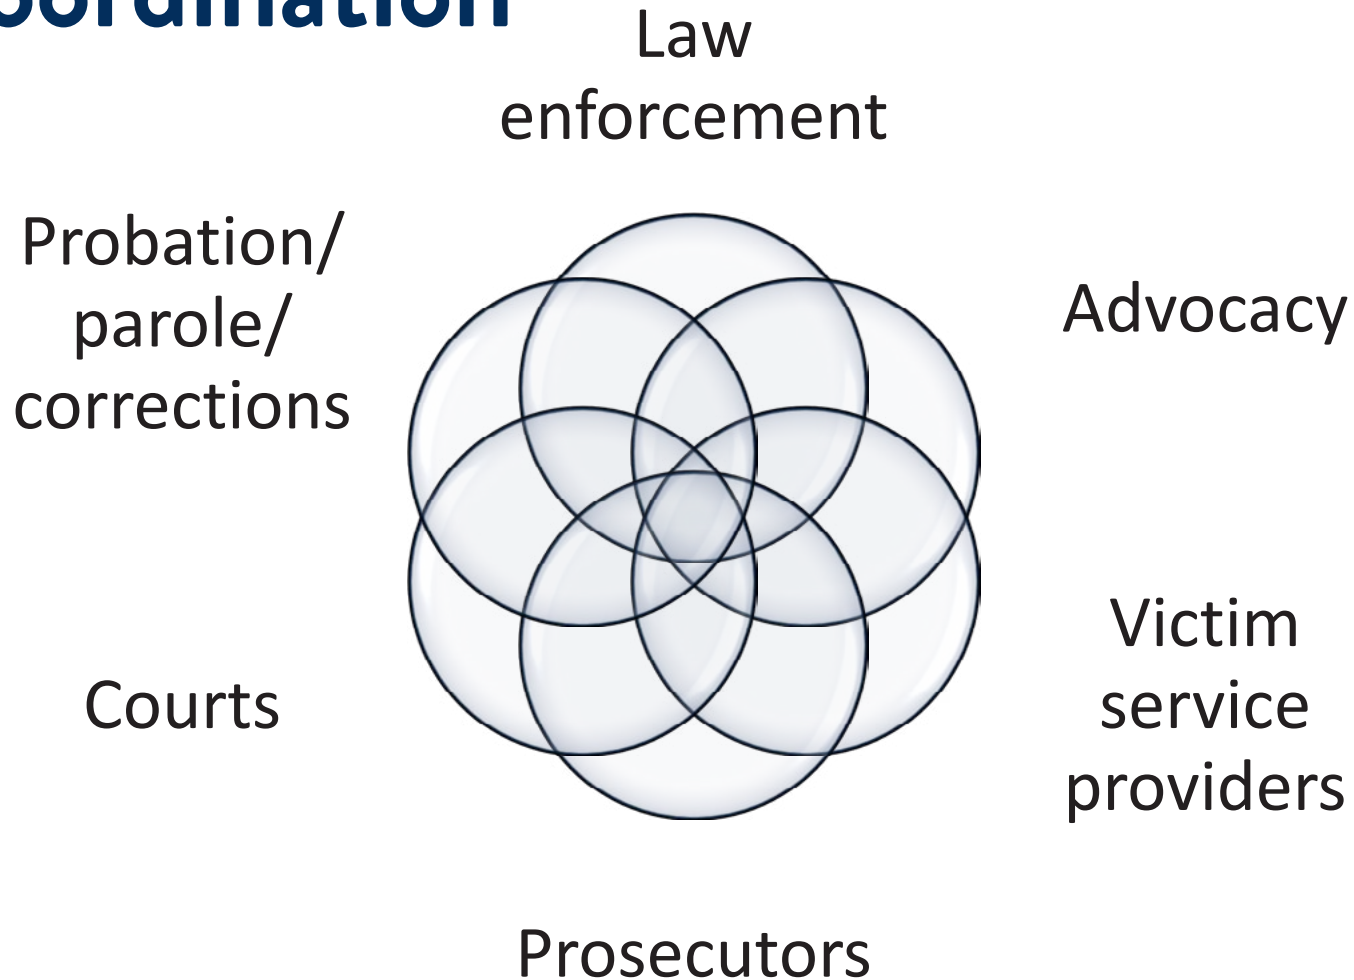 Law
enforcement
Probation/
parole/
corrections
Advocacy
Victim
service
providers
Courts
Prosecutors